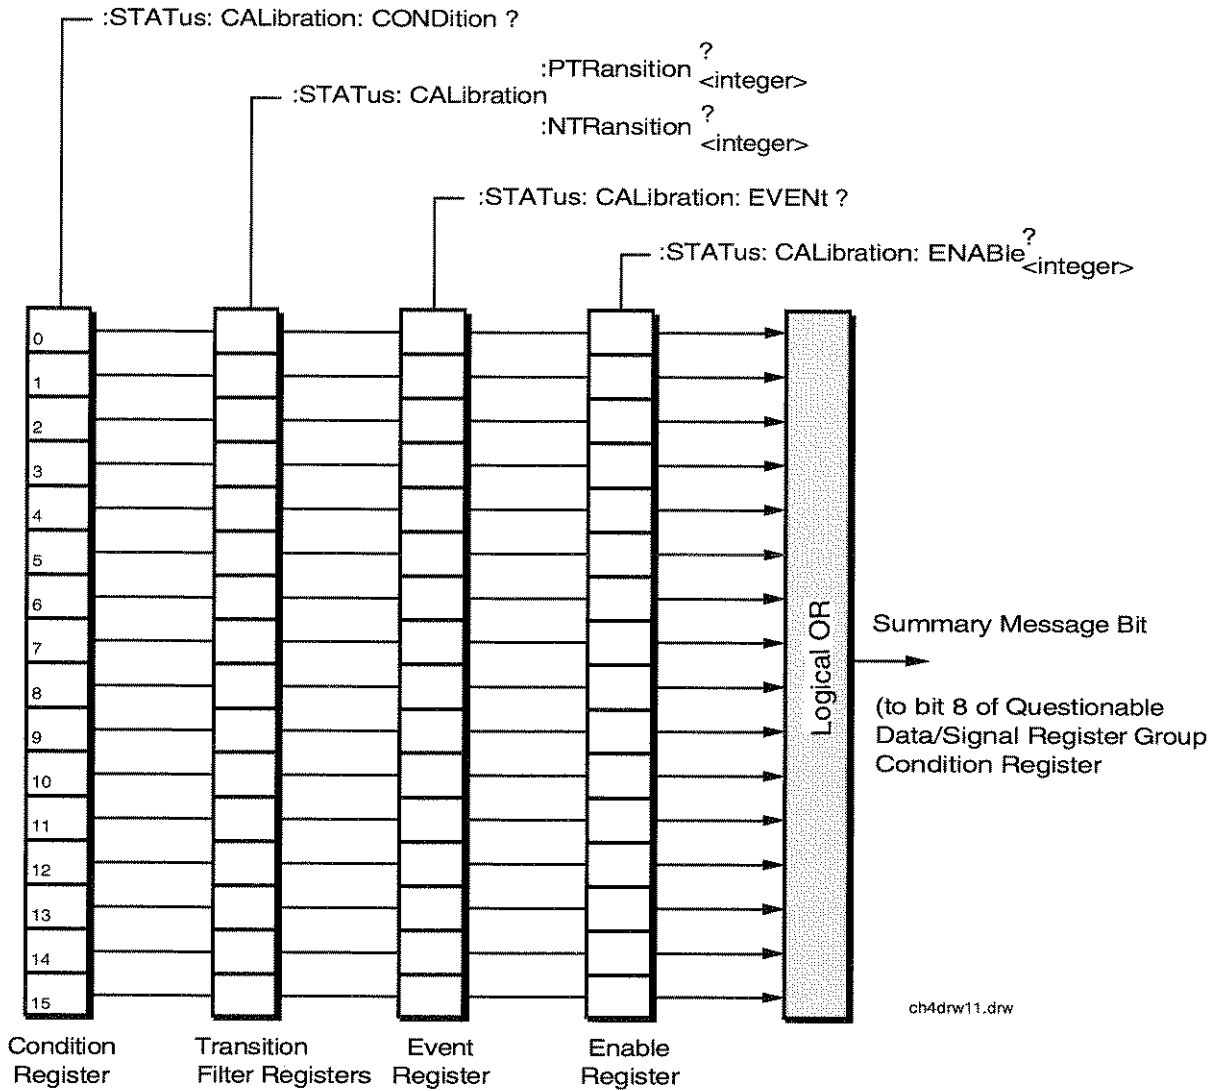 :STATus: CALibration: CONDition ?
?
:PTRansition
<integer>
:STATus: CALibration
?
:NTRansition
<integer>
:STATus: CALibration: EVENt ?
?
:STATus: CALibration: ENABle
<integer>
0
1
2
3
4
5
6
7
8
9
10
11
12
13
14
15
Logical OR
Summary Message Bit
(to bit 8 of Questionable
Data/Signal Register Group
Condition Register
ch4drw11.drw
Condition
Register
Transition
Filter Registers
Event
Register
Enable
Register